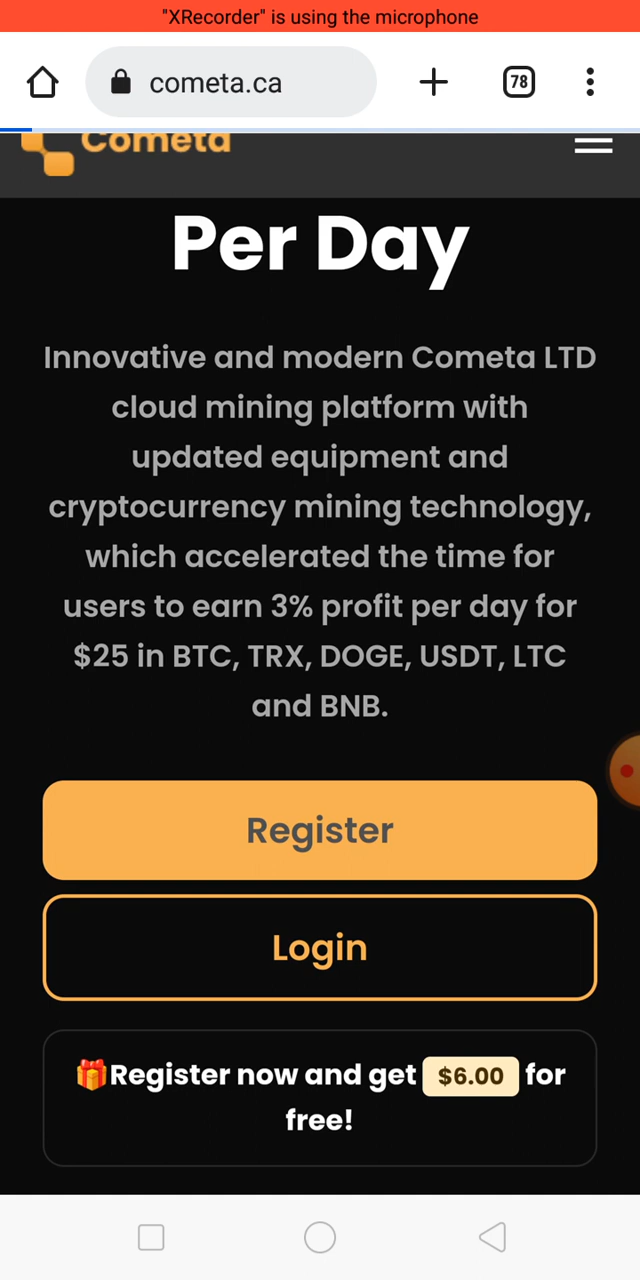 "XRecorder" is using the microphone
cometa.ca
78
Cometa
Per Day
Innovative and modern Cometa LTD
cloud mining platform with
updated equipment and
cryptocurrency mining technology,
which accelerated the time for
users to earn 3% profit per day for
$25 in BTC, TRX, DOGE, USDT, LTC
and BNB.
Register
Login
🎁Register now and get $6.00 for
free!